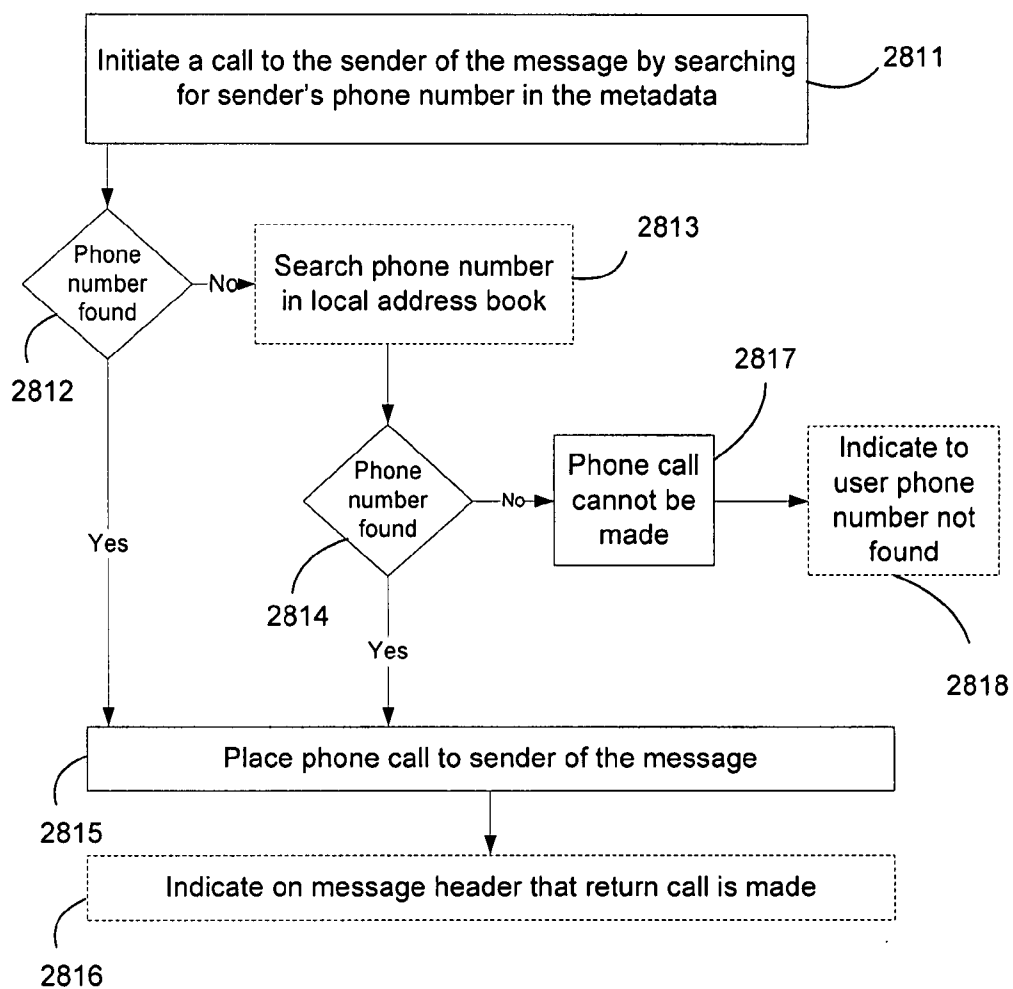 Initiate a call to the sender of the message by searching
for sender's phone number in the metadata
2811
Phone
number
found
2812
No
Search phone number
in local address book
2813
Phone
number
found
2814
No
Phone call
cannot be
made
2817
Indicate to
user phone
number not
found
2818
Yes
Yes
Place phone call to sender of the message
2815
Indicate on message header that return call is made
2816